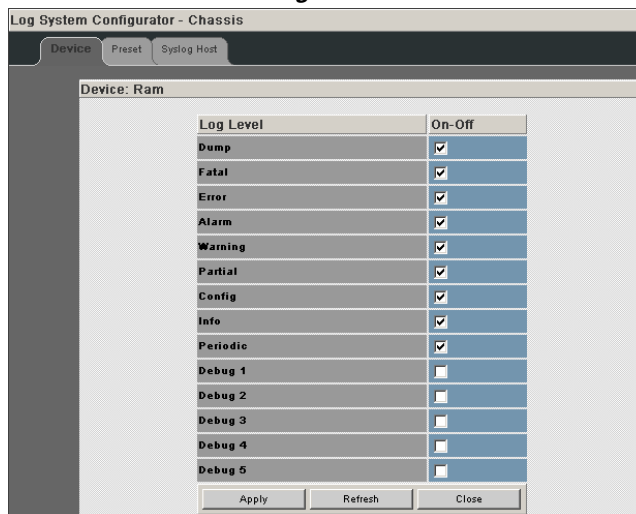 Log System Configurator - Chassis
Device Preset Syslog Host
Device: Ram
Log Level On-Off
Dump
Fatal
Error
Alarm
Warning
Partial
Config
Info
Periodic
Debug 1
Debug 2
Debug 3
Debug 4
Debug 5
Apply Refresh Close